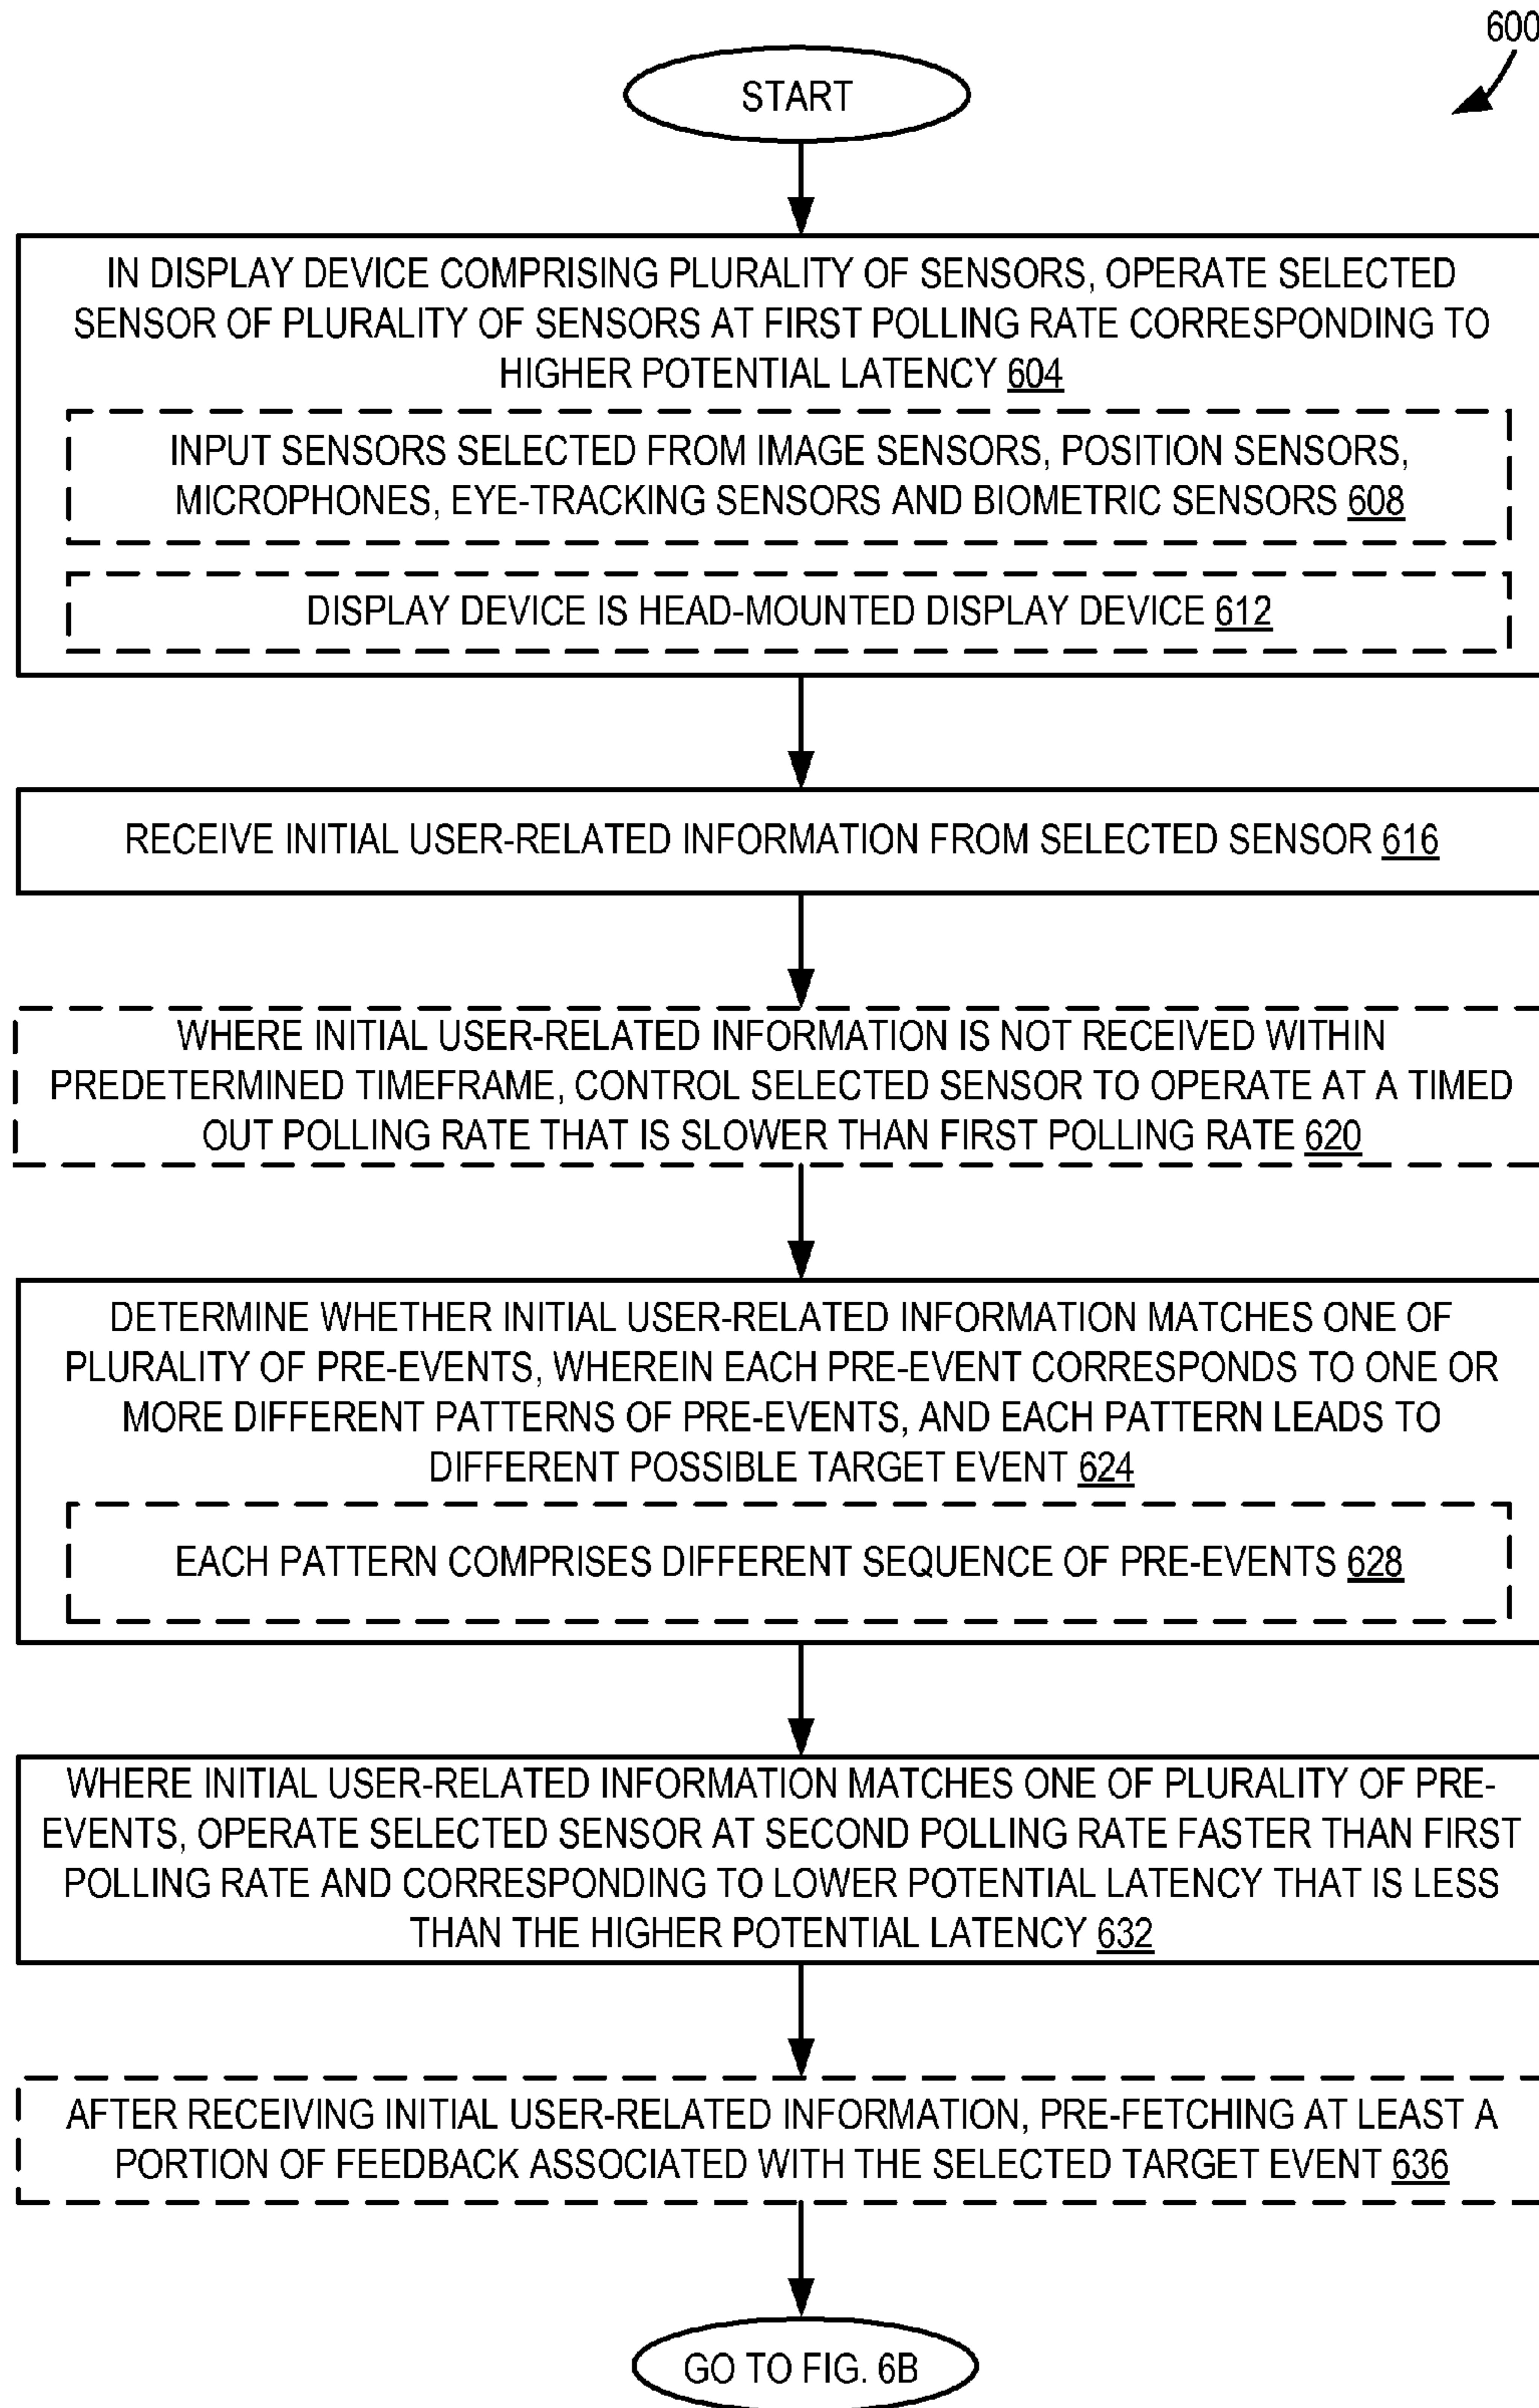 600
START
IN DISPLAY DEVICE COMPRISING PLURALITY OF SENSORS, OPERATE SELECTED
SENSOR OF PLURALITY OF SENSORS AT FIRST POLLING RATE CORRESPONDING TO
HIGHER POTENTIAL LATENCY 604
INPUT SENSORS SELECTED FROM IMAGE SENSORS, POSITION SENSORS,
MICROPHONES, EYE-TRACKING SENSORS AND BIOMETRIC SENSORS 608
DISPLAY DEVICE IS HEAD-MOUNTED DISPLAY DEVICE 612
RECEIVE INITIAL USER-RELATED INFORMATION FROM SELECTED SENSOR 616
WHERE INITIAL USER-RELATED INFORMATION IS NOT RECEIVED WITHIN
PREDETERMINED TIMEFRAME, CONTROL SELECTED SENSOR TO OPERATE AT A TIMED
OUT POLLING RATE THAT IS SLOWER THAN FIRST POLLING RATE 620
DETERMINE WHETHER INITIAL USER-RELATED INFORMATION MATCHES ONE OF
PLURALITY OF PRE-EVENTS, WHEREIN EACH PRE-EVENT CORRESPONDS TO ONE OR
MORE DIFFERENT PATTERNS OF PRE-EVENTS, AND EACH PATTERN LEADS TO
DIFFERENT POSSIBLE TARGET EVENT 624
EACH PATTERN COMPRISES DIFFERENT SEQUENCE OF PRE-EVENTS 628
WHERE INITIAL USER-RELATED INFORMATION MATCHES ONE OF PLURALITY OF PRE-
EVENTS, OPERATE SELECTED SENSOR AT SECOND POLLING RATE FASTER THAN FIRST
POLLING RATE AND CORRESPONDING TO LOWER POTENTIAL LATENCY THAT IS LESS
THAN THE HIGHER POTENTIAL LATENCY 632
AFTER RECEIVING INITIAL USER-RELATED INFORMATION, PRE-FETCHING AT LEAST A
PORTION OF FEEDBACK ASSOCIATED WITH THE SELECTED TARGET EVENT 636
GO TO FIG. 6B